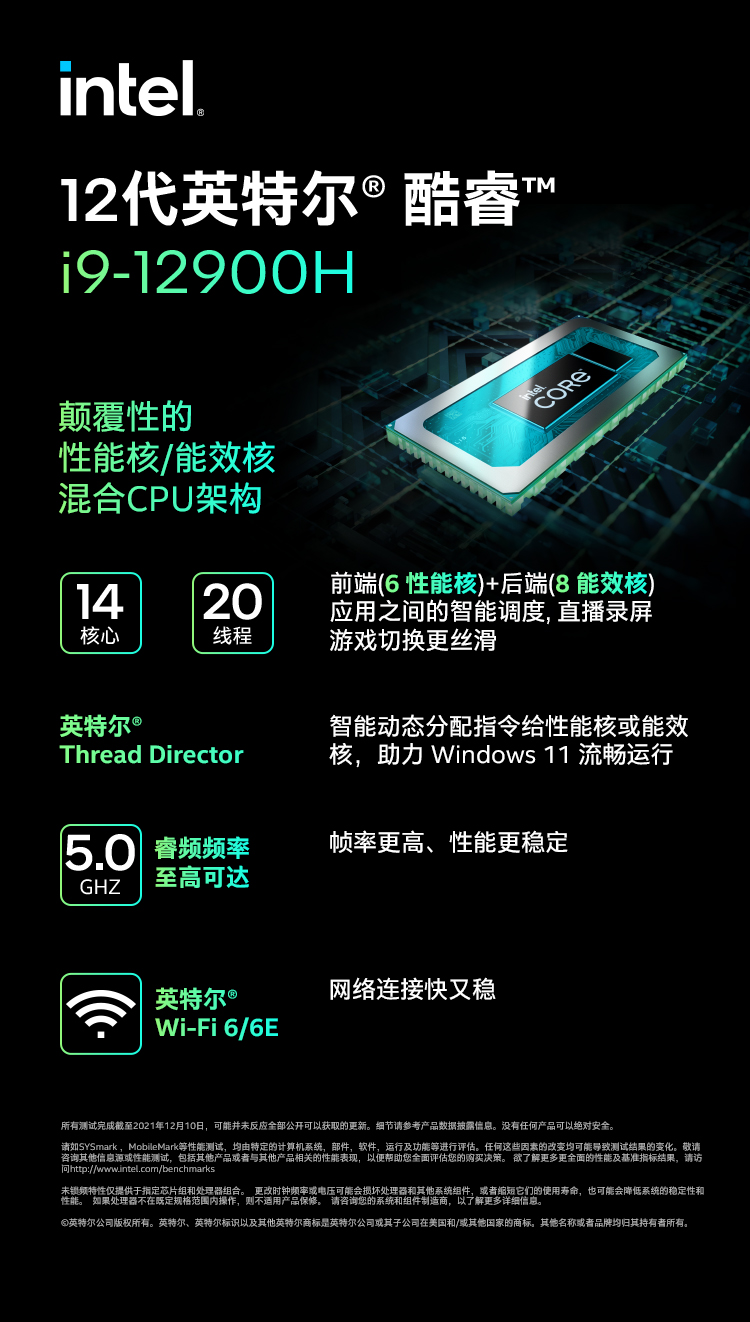 intel®
12代英特尔® 酷睿™
i9-12900H
intel.
CORE™
颠覆性的
性能核/能效核
混合CPU架构
14
核心
20
线程
前端(6 性能核)+后端(8 能效核)
应用之间的智能调度, 直播录屏
游戏切换更丝滑
英特尔®
Thread Director
智能动态分配指令给性能核或能效
核，助力 Windows 11 流畅运行
5.0
GHZ
睿频频率
至高可达
帧率更高、性能更稳定
英特尔®
Wi-Fi 6/6E
网络连接快又稳
所有测试完成截至2021年12月10日，可能并未反应全部公开可以获取的更新。细节请参考产品数据披露信息。没有任何产品可以绝对安全。
诸如SYSmark 、MobileMark等性能测试，均由特定的计算机系统、部件，软件，运行及功能等进行评估。任何这些因素的改变均可能导致测试结果的变化。敬请
咨询其他信息源或性能测试，包括其他产品或者与其他产品相关的性能表现，以便帮助您全面评估您的购买决策。 欲了解更多更全面的性能及基准指标结果，请访
问http://www.intel.com/benchmarks
未锁频特性仅提供于指定芯片组和处理器组合。 更改时钟频率或电压可能会损坏处理器和其他系统组件，或者缩短它们的使用寿命，也可能会降低系统的稳定性和
性能。 如果处理器不在既定规格范围内操作，则不适用产品保修。 请咨询您的系统和组件制造商，以了解更多详细信息。
©英特尔公司版权所有。英特尔、英特尔标识以及其他英特尔商标是英特尔公司或其子公司在美国和/或其他国家的商标。其他名称或者品牌均归其持有者所有。